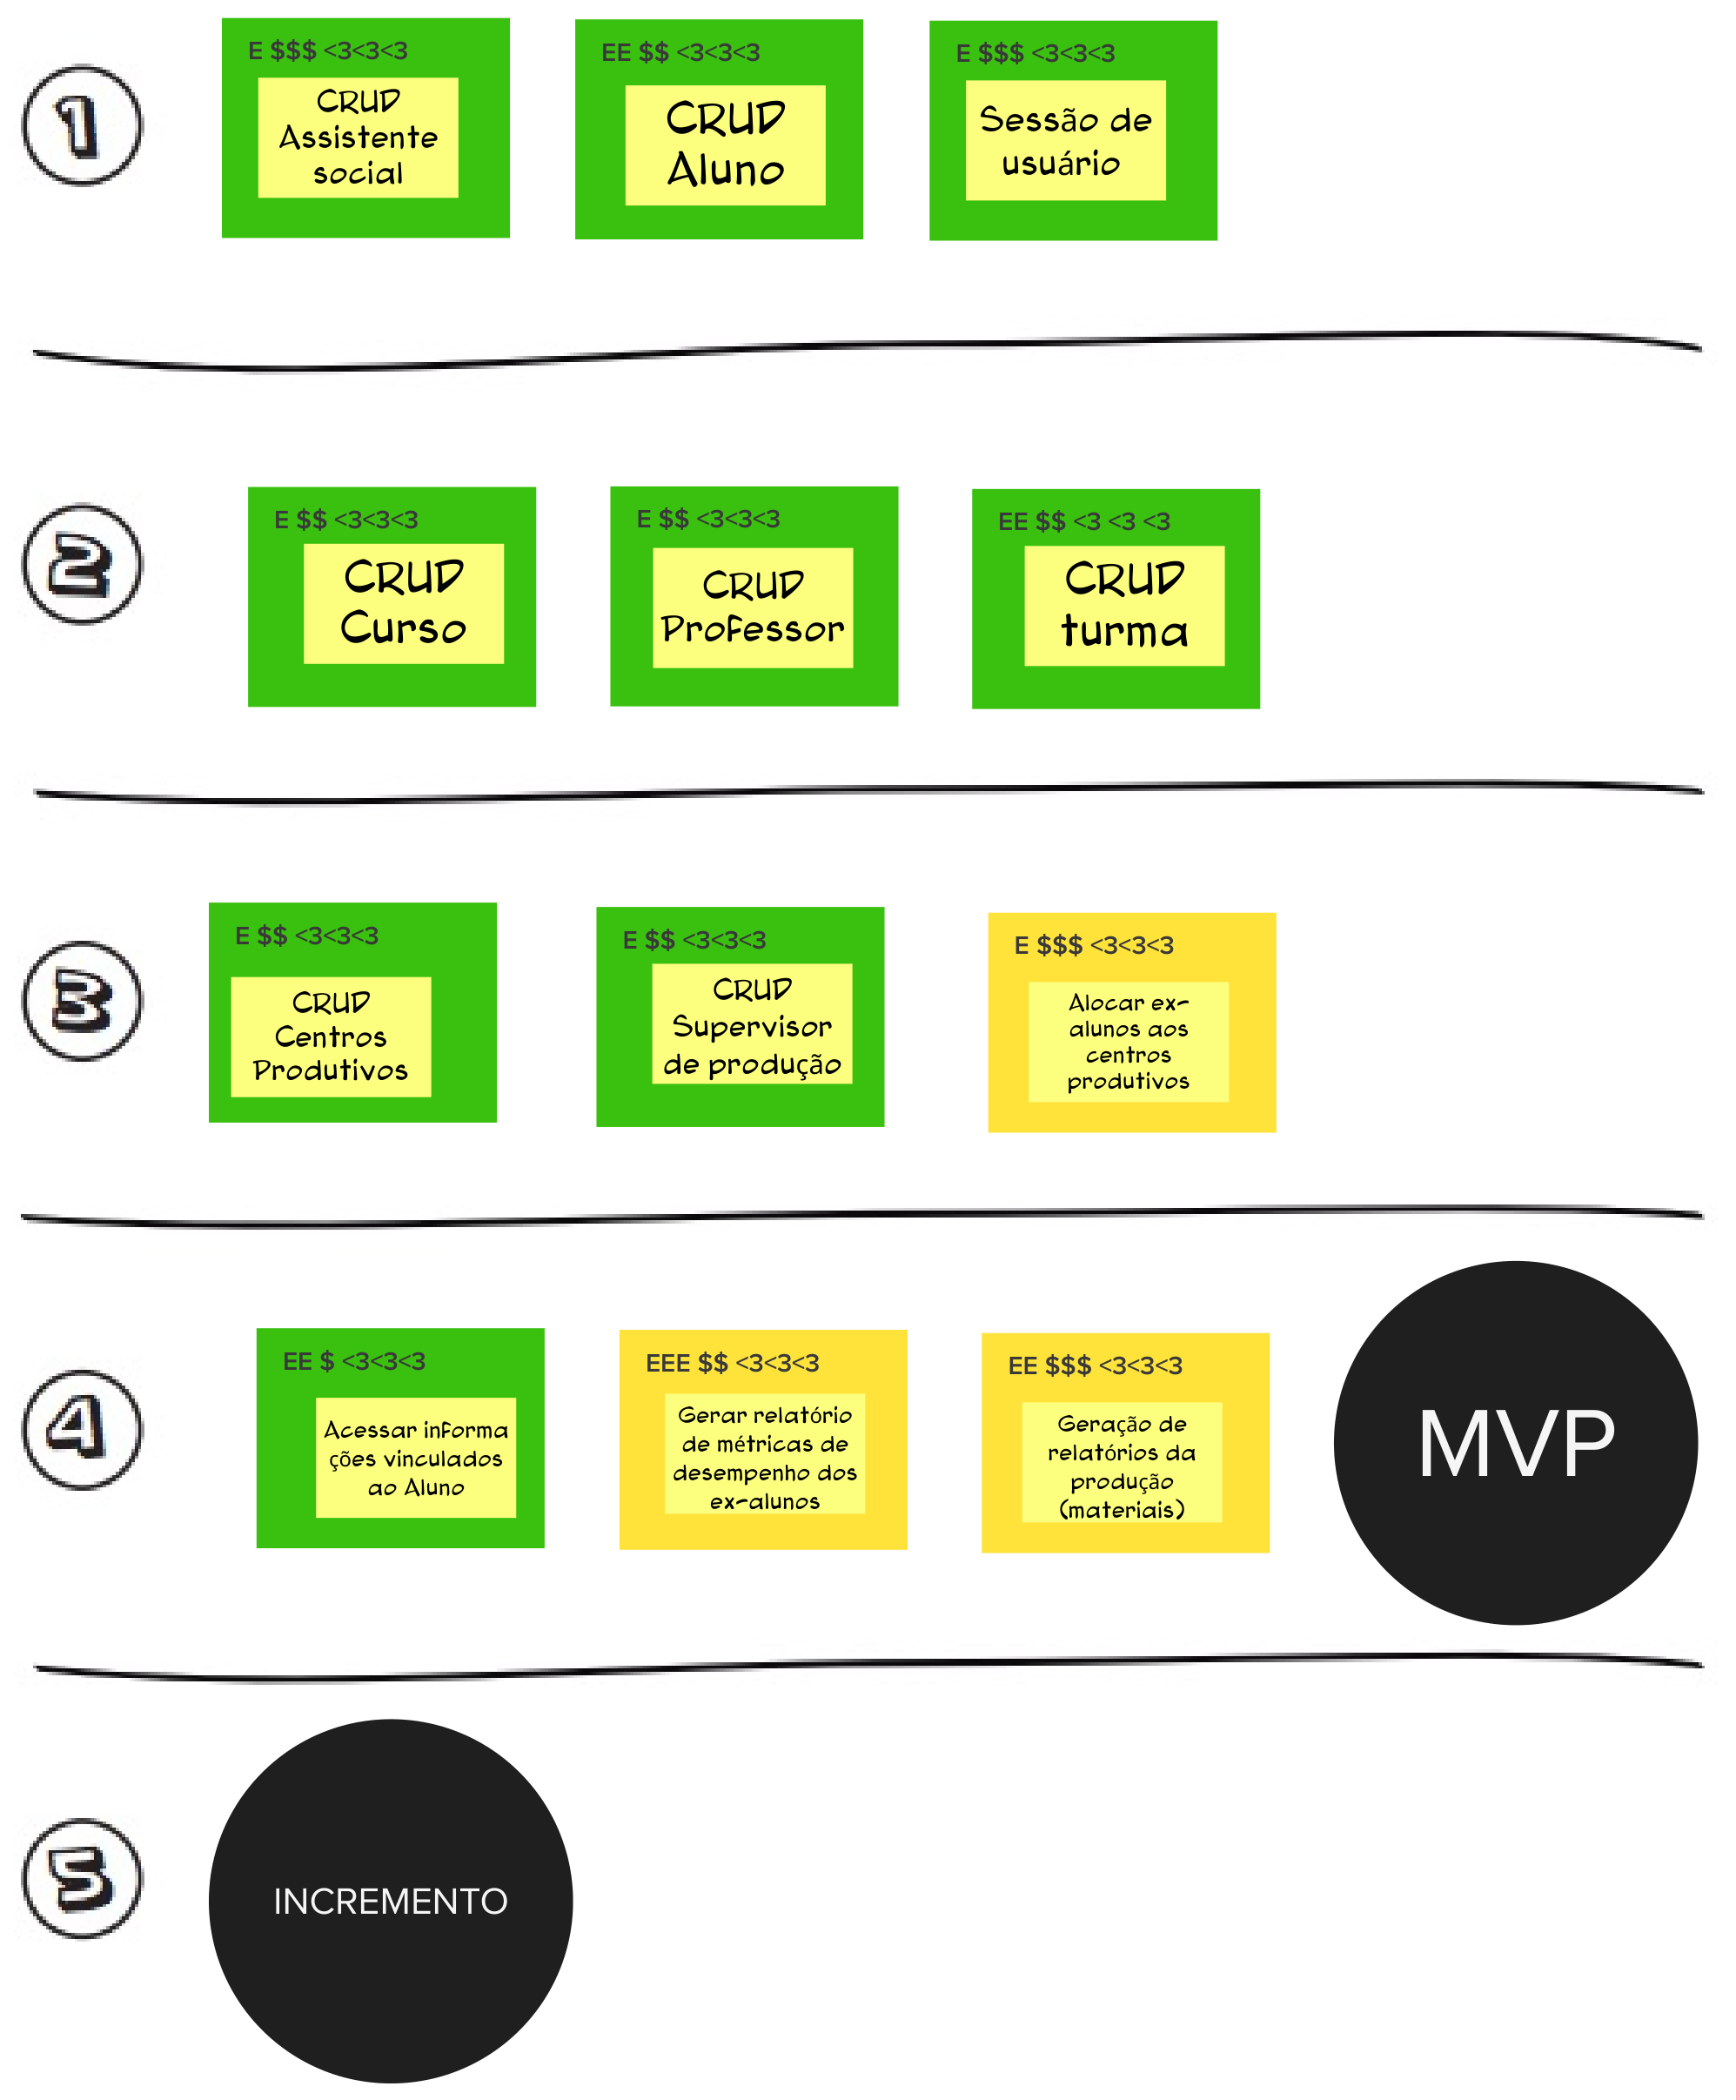 1
E $$$ <3<3<3
CRUD
Assistente
social
EE $$ <3<3<3
CRUD
Aluno
E $$$ <3<3<3
Sessão de
usuário
2
E $$ <3<3<3
CRUD
Curso
E $$ <3<3<3
CRUD
Professor
EE $$ <3 <3 <3
CRUD
turma
3
E $$ <3<3<3
CRUD
Centros
Produtivos
E $$ <3<3<3
CRUD
Supervisor
de produção
E $$$ <3<3<3
Alocar ex-
alunos aos
centros
produtivos
4
EE $ <3<3<3
Acessar informa
ções vinculados
ao Aluno
EEE $$ <3<3<3
Gerar relatório
de métricas de
desempenho dos
ex-alunos
EE $$$ <3<3<3
Geração de
relatórios da
produção
(materiais)
MVP
5
INCREMENTO